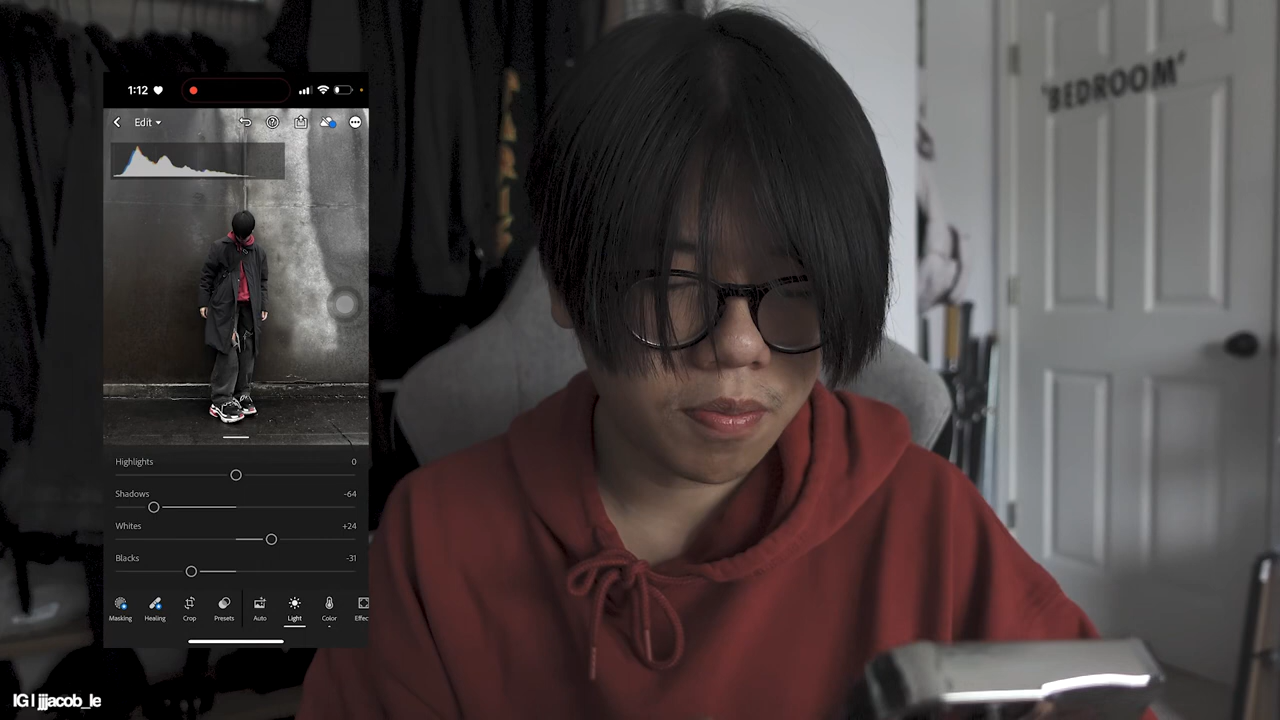 'BEDROOM'
1:12
Edit
Highlights 0
Shadows -64
Whites +24
Blacks -31
Masking Healing Crop Presets Auto Light Color Effec
IG | jjjacob_le